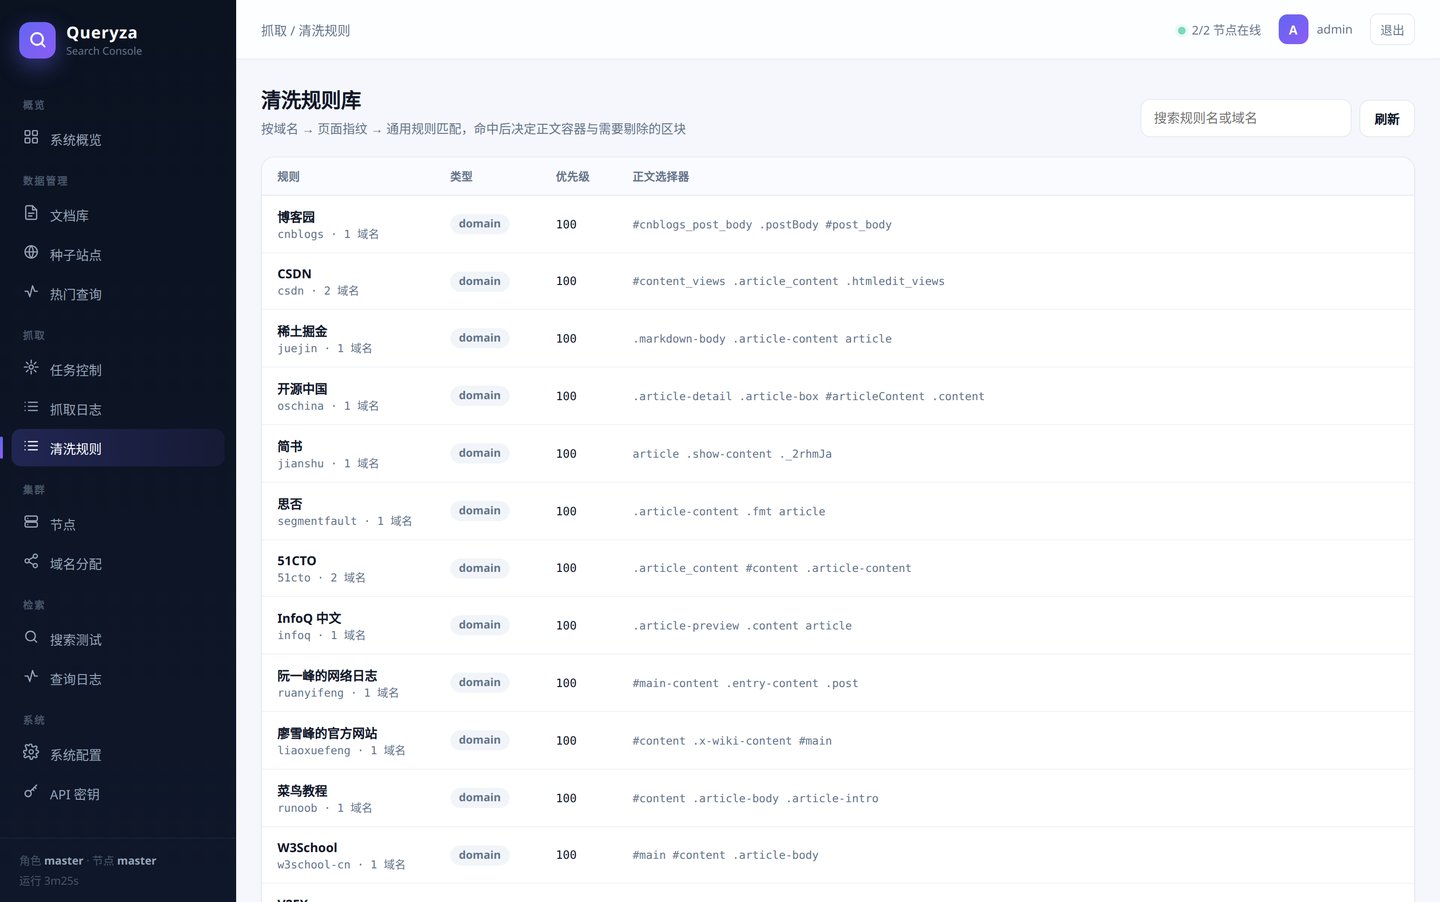 Queryza
Search Console
概览
系统概览
数据管理
文档库
种子站点
热门查询
抓取
任务控制
抓取日志
清洗规则
集群
节点
域名分配
检索
搜索测试
查询日志
系统
系统配置
API 密钥
角色 master · 节点 master
运行 3m25s
抓取 / 清洗规则
2/2 节点在线
A
admin
退出
清洗规则库
按域名 → 页面指纹 → 通用规则匹配，命中后决定正文容器与需要剔除的区块
搜索规则名或域名
刷新
规则 类型 优先级 正文选择器
博客园
cnblogs · 1 域名
domain 100 #cnblogs_post_body .postBody #post_body
CSDN
csdn · 2 域名
domain 100 #content_views .article_content .htmledit_views
稀土掘金
juejin · 1 域名
domain 100 .markdown-body .article-content article
开源中国
oschina · 1 域名
domain 100 .article-detail .article-box #articleContent .content
简书
jianshu · 1 域名
domain 100 article .show-content ._2rhmJa
思否
segmentfault · 1 域名
domain 100 .article-content .fmt article
51CTO
51cto · 2 域名
domain 100 .article_content #content .article-content
InfoQ 中文
infoq · 1 域名
domain 100 .article-preview .content article
阮一峰的网络日志
ruanyifeng · 1 域名
domain 100 #main-content .entry-content .post
廖雪峰的官方网站
liaoxuefeng · 1 域名
domain 100 #content .x-wiki-content #main
菜鸟教程
runoob · 1 域名
domain 100 #content .article-body .article-intro
W3School
w3school-cn · 1 域名
domain 100 #main #content .article-body